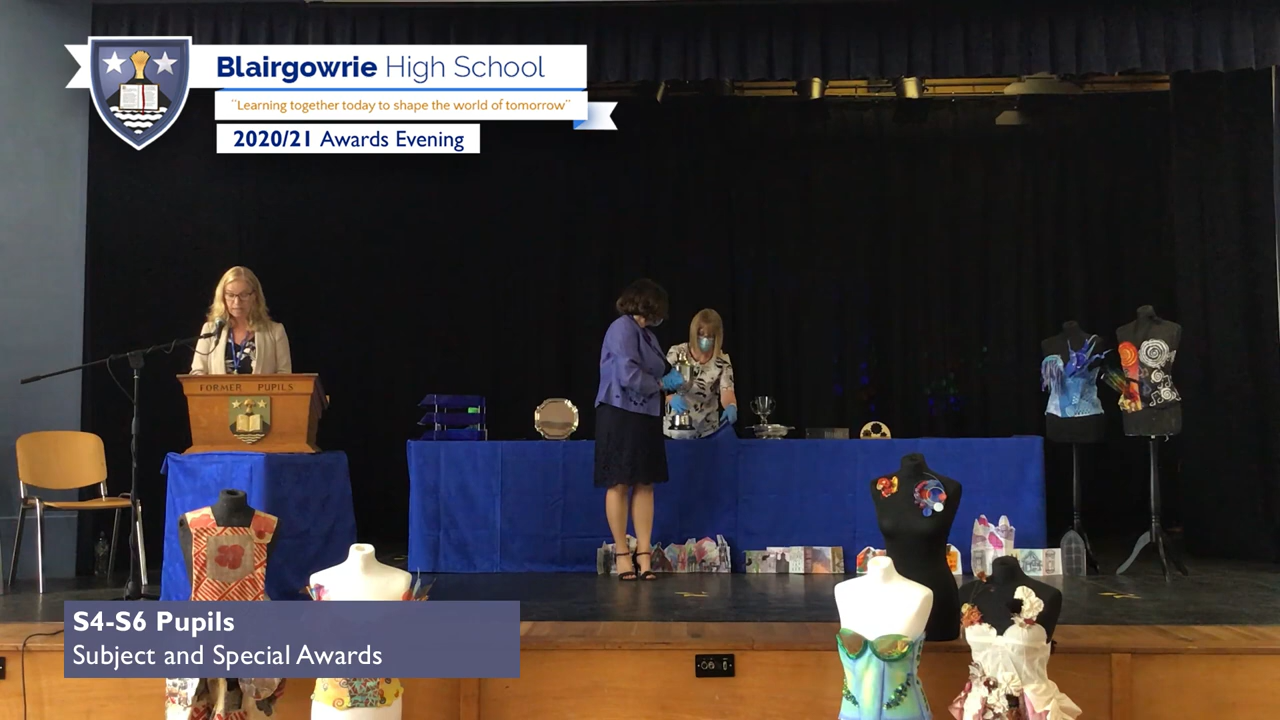 Blairgowrie High School
"Learning together today to shape the world of tomorrow"
2020/21 Awards Evening
FORMER PUPILS
S4-S6 Pupils
Subject and Special Awards